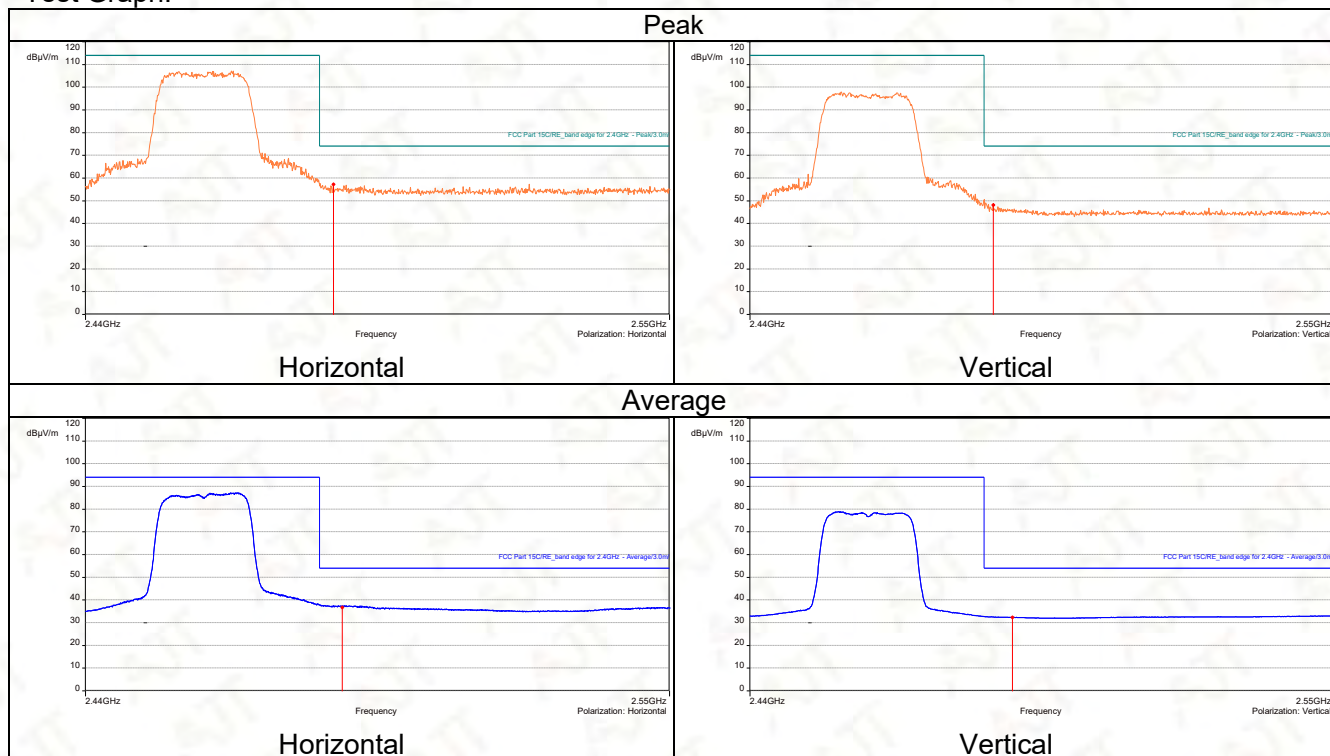 Test Graph:
Peak
dBµV/m
120
110
100
90
80
70
60
50
40
30
20
10
0
FCC Part 15C/RE_band edge for 2.4GHz - Peak/3.0m/
2.44GHz
2.55GHz
Frequency
Polarization: Horizontal
Horizontal
dBµV/m
120
110
100
90
80
70
60
50
40
30
20
10
0
FCC Part 15C/RE_band edge for 2.4GHz - Peak/3.0m
2.44GHz
2.55GHz
Frequency
Polarization: Vertical
Vertical
Average
dBµV/m
120
110
100
90
80
70
60
50
40
30
20
10
0
FCC Part 15C/RE_band edge for 2.4GHz - Average/3.0m/
2.44GHz
2.55GHz
Frequency
Polarization: Horizontal
Horizontal
dBµV/m
120
110
100
90
80
70
60
50
40
30
20
10
0
FCC Part 15C/RE_band edge for 2.4GHz - Average/3.0m
2.44GHz
2.55GHz
Frequency
Polarization: Vertical
Vertical